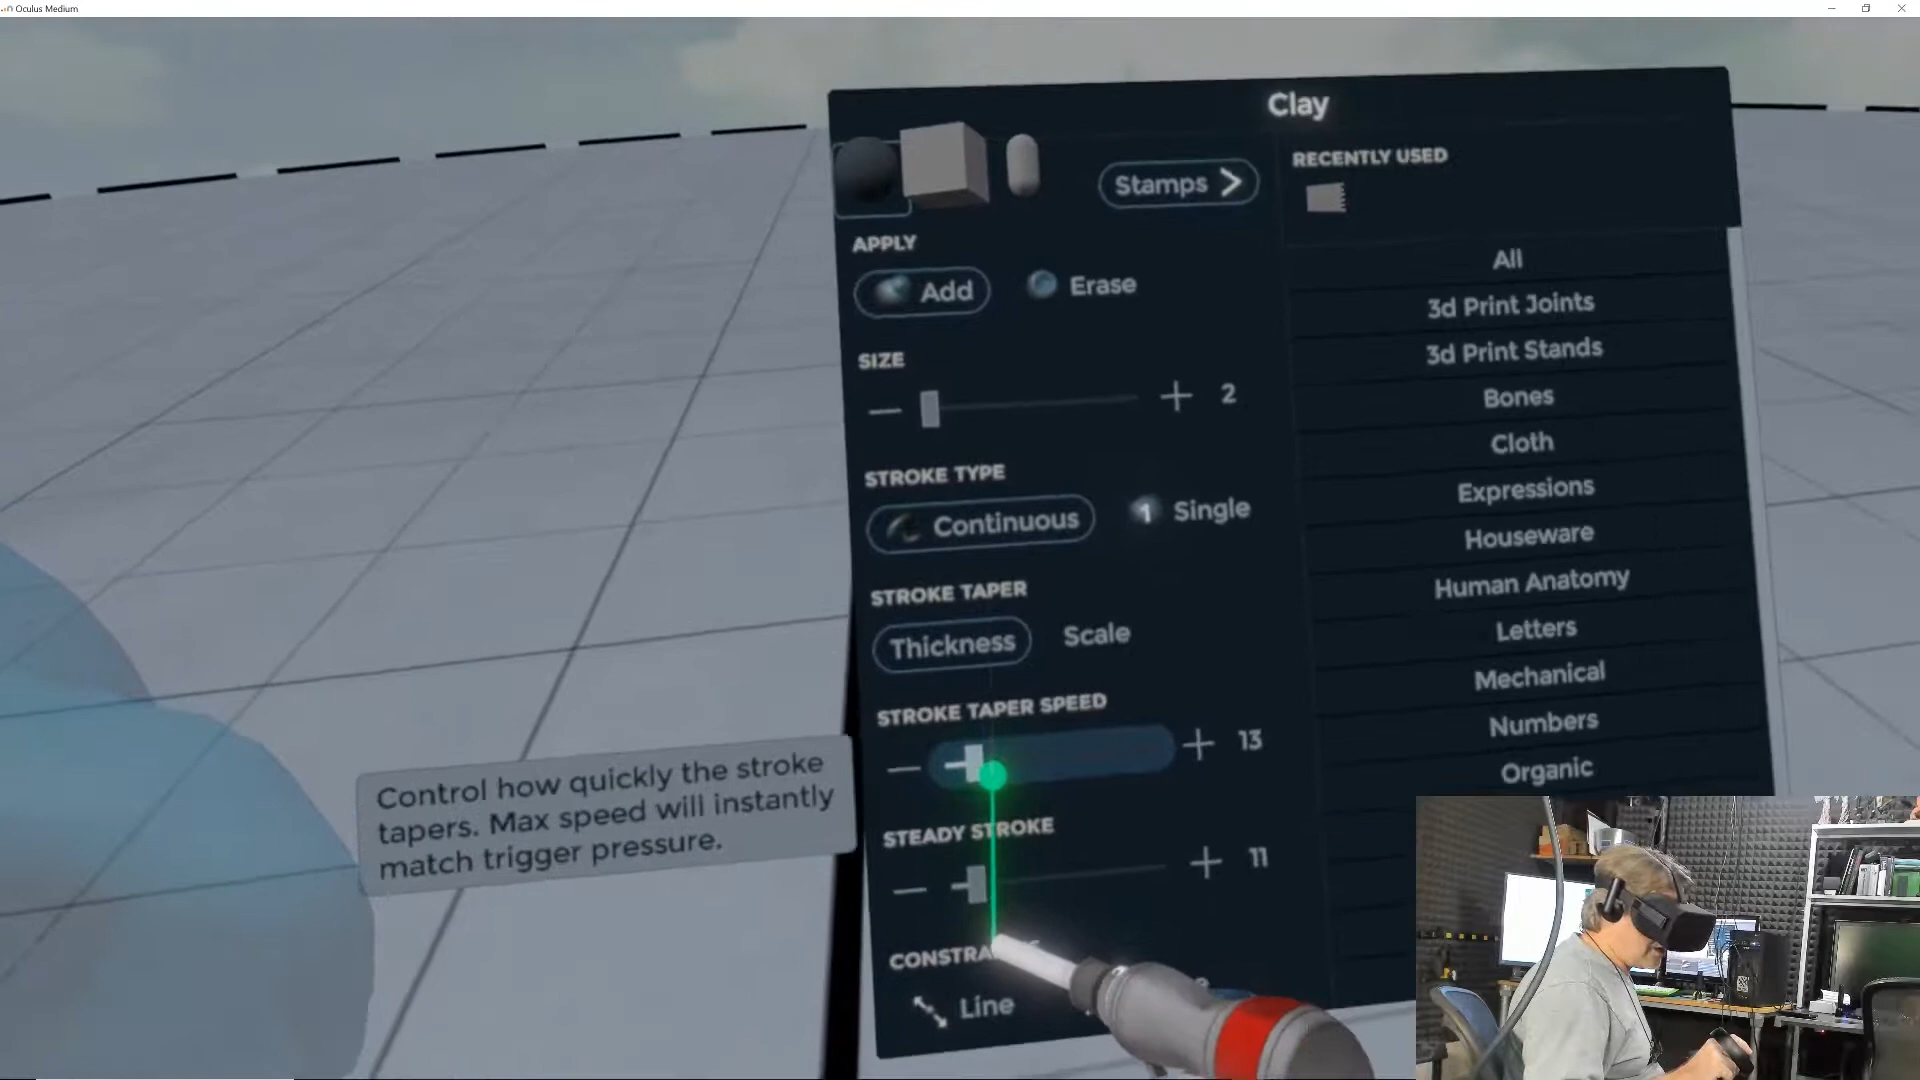 Oculus Medium
Clay
Stamps
RECENTLY USED
APPLY
Add
Erase
SIZE
2
STROKE TYPE
Continuous
1 Single
STROKE TAPER
Thickness
Scale
STROKE TAPER SPEED
13
STEADY STROKE
11
Line
All
3d Print Joints
3d Print Stands
Bones
Cloth
Expressions
Houseware
Human Anatomy
Letters
Mechanical
Numbers
Organic
Control how quickly the stroke
tapers. Max speed will instantly
match trigger pressure.